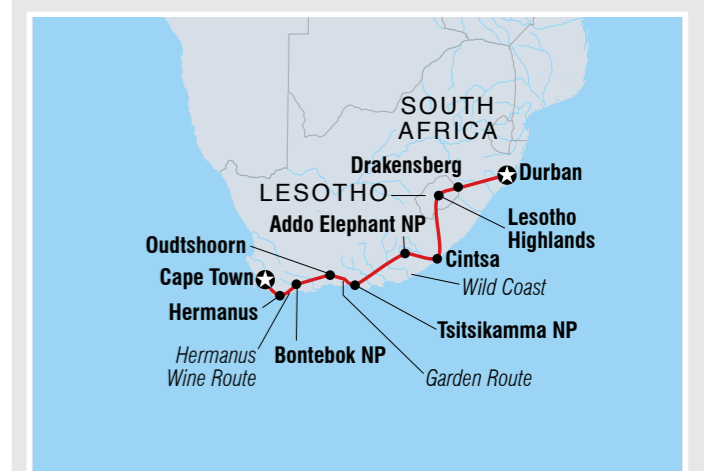 SOUTH
AFRICA
Drakensberg
Durban
LESOTHO
Lesotho
Highlands
Addo Elephant NP
Oudtshoorn
Cintsa
Cape Town
Wild Coast
Hermanus
Tsitsikamma NP
Hermanus
Wine Route
Bontebok NP
Garden Route